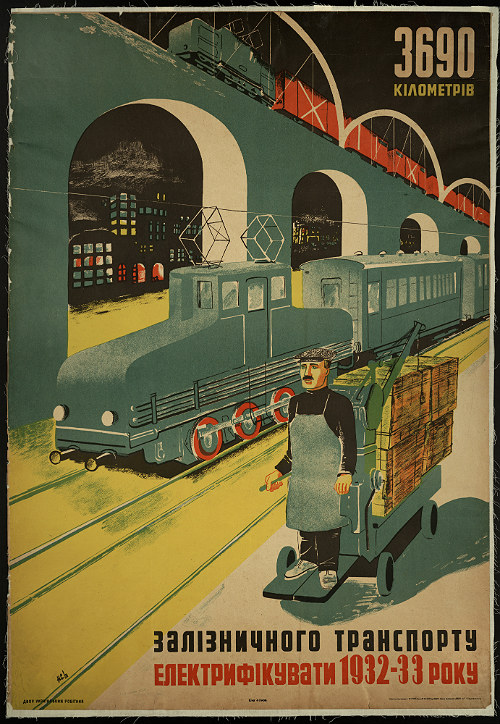 3690
КІЛОМЕТРІВ
ЗАЛІЗНИЧНОГО ТРАНСПОРТУ
ЕЛЕКТРИФІКУВАТИ 1932-33 РОКУ